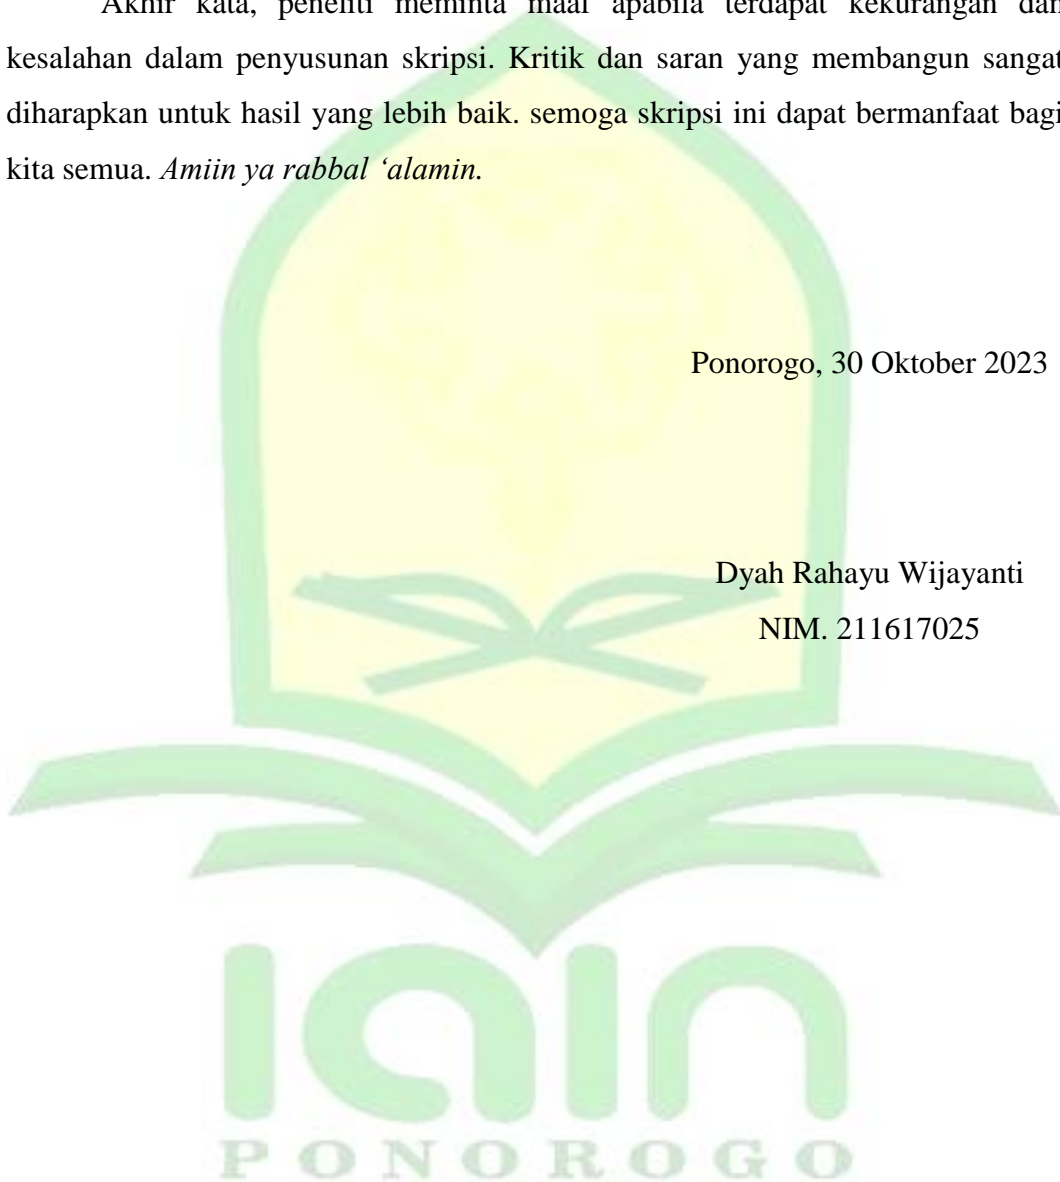 Akhir kata, peneliti meminta maaf apabila terdapat kekurangan dan
kesalahan dalam penyusunan skripsi. Kritik dan saran yang membangun sangat
diharapkan untuk hasil yang lebih baik. semoga skripsi ini dapat bermanfaat bagi
kita semua. Amiin ya rabbal ‘alamin.
Ponorogo, 30 Oktober 2023
Dyah Rahayu Wijayanti
NIM. 211617025
iain
PONOROGO